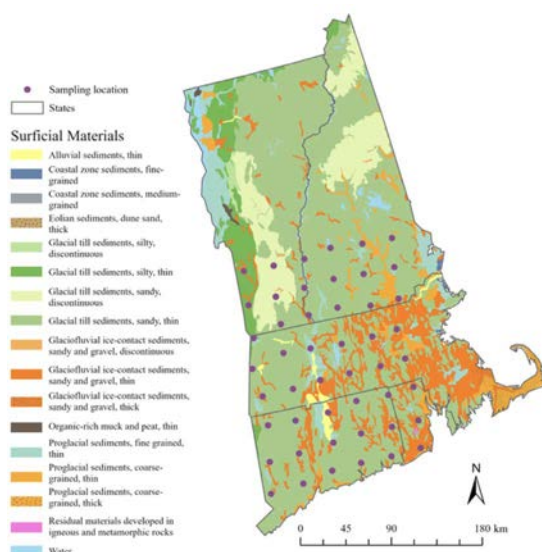 Sampling location
States
Surficial Materials
Alluvial sediments, thin
Coastal zone sediments, fine-
grained
Coastal zone sediments, medium-
grained
Eolian sediments, dune sand,
thick
Glacial till sediments, silty,
discontinuous
Glacial till sediments, silty, thin
Glacial till sediments, sandy,
discontinuous
Glacial till sediments, sandy, thin
Glaciofluvial ice-contact sediments,
sandy and gravel, discontinuous
Glaciofluvial ice-contact sediments,
sandy and gravel, thin
Glaciofluvial ice-contact sediments,
sandy and gravel, thick
Organic-rich muck and peat, thin
Proglacial sediments, fine grained,
thin
Proglacial sediments, coarse-
grained, thin
Proglacial sediments, coarse-
grained, thick
Residual materials developed in
igneous and metamorphic rocks
Water
N
0 45 90 180 km